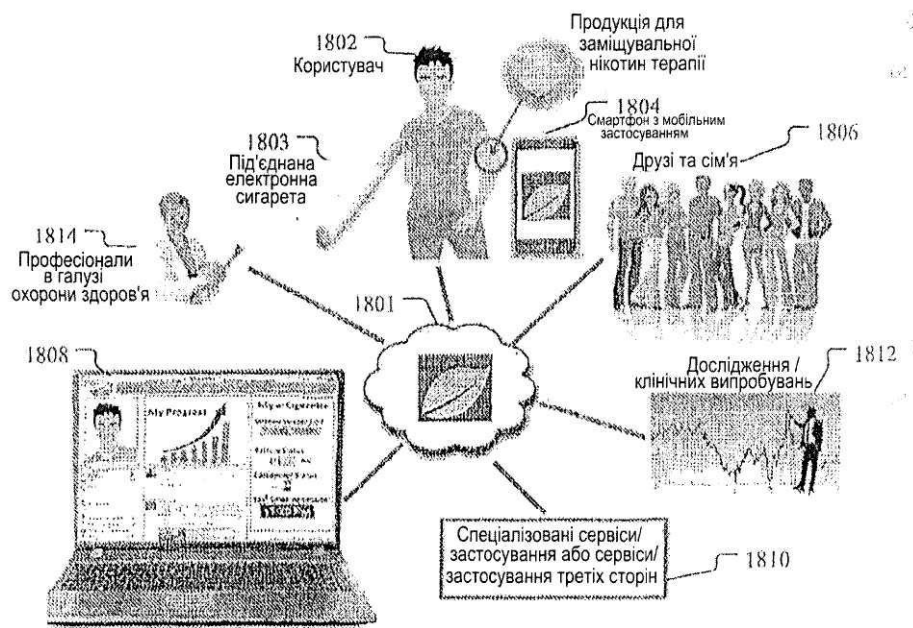 Продукція для
заміщувальної
нікотин терапії
1802
Користувач
1804
Смартфон з мобільним
застосуванням
1806
Друзі та сім'я
1803
Під'єднана
електронна
сигарета
1814
Професіонали
в галузі
охорони здоров'я
1801
1808
My Progress
My e-Cigarette
1812
Дослідження /
клінічних випробувань
Спеціалізовані сервіси/
застосування або сервіси/
застосування третіх сторін
1810